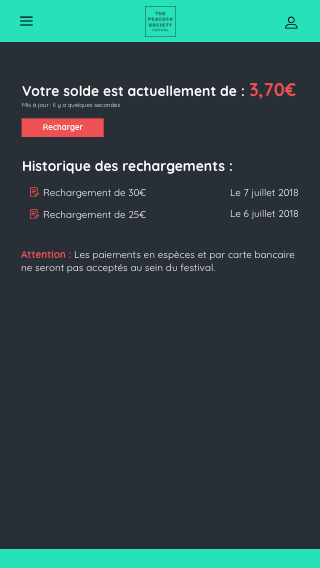 THE
PEACOCK
SOCIETY
FESTIVAL
Votre solde est actuellement de : 3,70€
Mis à jour : il y a quelques secondes
Recharger
Historique des rechargements :
Rechargement de 30€ Le 7 juillet 2018
Rechargement de 25€ Le 6 juillet 2018
Attention : Les paiements en espèces et par carte bancaire
ne seront pas acceptés au sein du festival.